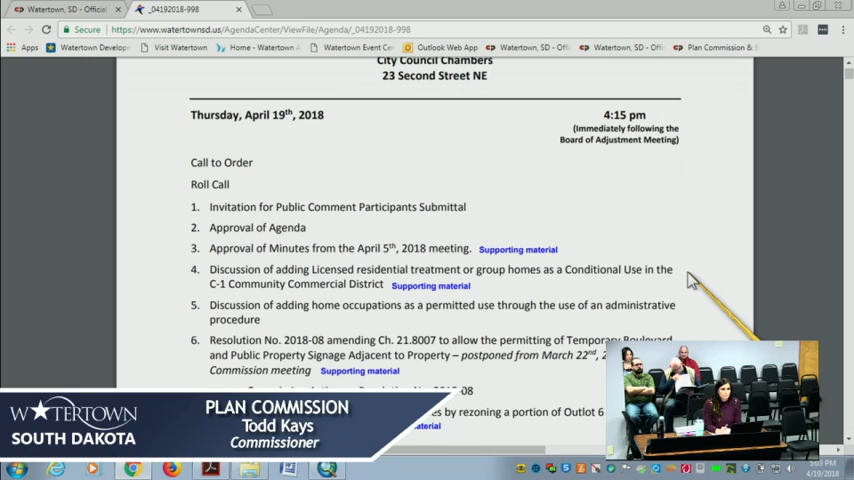 Watertown, SD - Official
_04192018-998
Secure
https://www.watertownsd.us/AgendaCenter/ViewFile/Agenda/_04192018-998
Apps
Watertown Develope
Visit Watertown
Home - Watertown A
Watertown Event Ce
Outlook Web App
Watertown, SD - Offi
Watertown, SD - Offi
Plan Commission & E
City Council Chambers
23 Second Street NE
Thursday, April 19th, 2018
4:15 pm
(Immediately following the
Board of Adjustment Meeting)
Call to Order
Roll Call
1. Invitation for Public Comment Participants Submittal
2. Approval of Agenda
3. Approval of Minutes from the April 5th, 2018 meeting. Supporting material
4. Discussion of adding Licensed residential treatment or group homes as a Conditional Use in the
C-1 Community Commercial District Supporting material
5. Discussion of adding home occupations as a permitted use through the use of an administrative
procedure
6. Resolution No. 2018-08 amending Ch. 21.8007 to allow the permitting of Temporary Boulevard
and Public Property Signage Adjacent to Property – postponed from March 22nd, 2
Commission meeting Supporting material
-08
es by rezoning a portion of Outlot 6
material
WATERTOWN
SOUTH DAKOTA
PLAN COMMISSION
Todd Kays
Commissioner
5:03 PM
4/19/2018